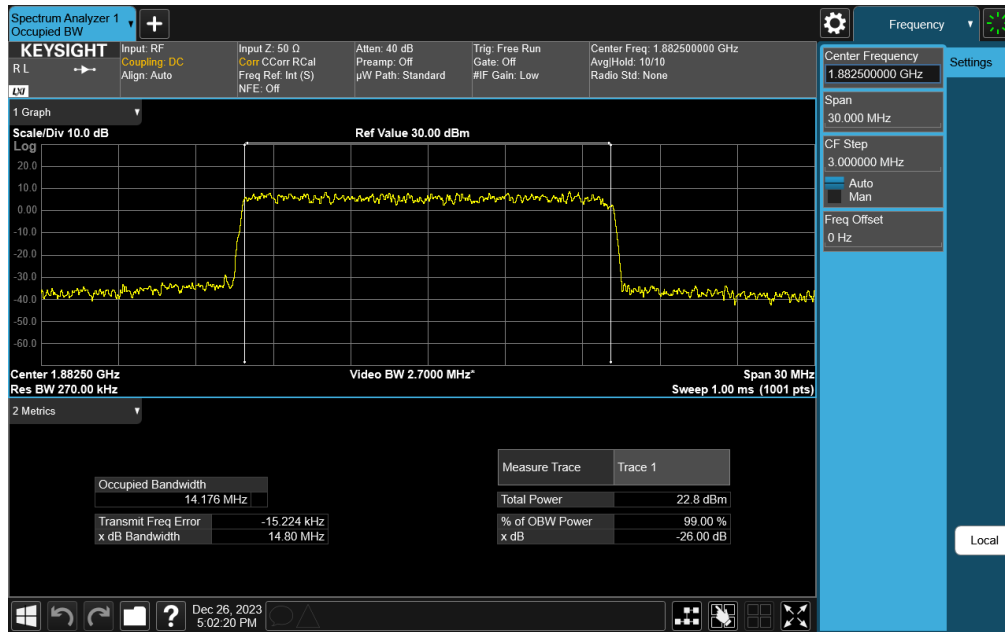 Spectrum Analyzer 1
Occupied BW
+
Frequency
KEYSIGHT
R L
LXI
Input: RF
Coupling: DC
Align: Auto
Input Z: 50 Ω
Corr CCorr RCal
Freq Ref: Int (S)
NFE: Off
Atten: 40 dB
Preamp: Off
µW Path: Standard
Trig: Free Run
Gate: Off
#IF Gain: Low
Center Freq: 1.882500000 GHz
Avg|Hold: 10/10
Radio Std: None
Center Frequency
1.882500000 GHz
Settings
Span
30.000 MHz
CF Step
3.000000 MHz
Auto
Man
Freq Offset
0 Hz
Local
1 Graph
Scale/Div 10.0 dB
Ref Value 30.00 dBm
Log
20.0
10.0
0.00
-10.0
-20.0
-30.0
-40.0
-50.0
-60.0
Center 1.88250 GHz
Video BW 2.7000 MHz*
Span 30 MHz
Res BW 270.00 kHz
Sweep 1.00 ms (1001 pts)
2 Metrics
Occupied Bandwidth
14.176 MHz
Transmit Freq Error -15.224 kHz
x dB Bandwidth 14.80 MHz
Measure Trace Trace 1
Total Power 22.8 dBm
% of OBW Power 99.00 %
x dB -26.00 dB
?
Dec 26, 2023
5:02:20 PM